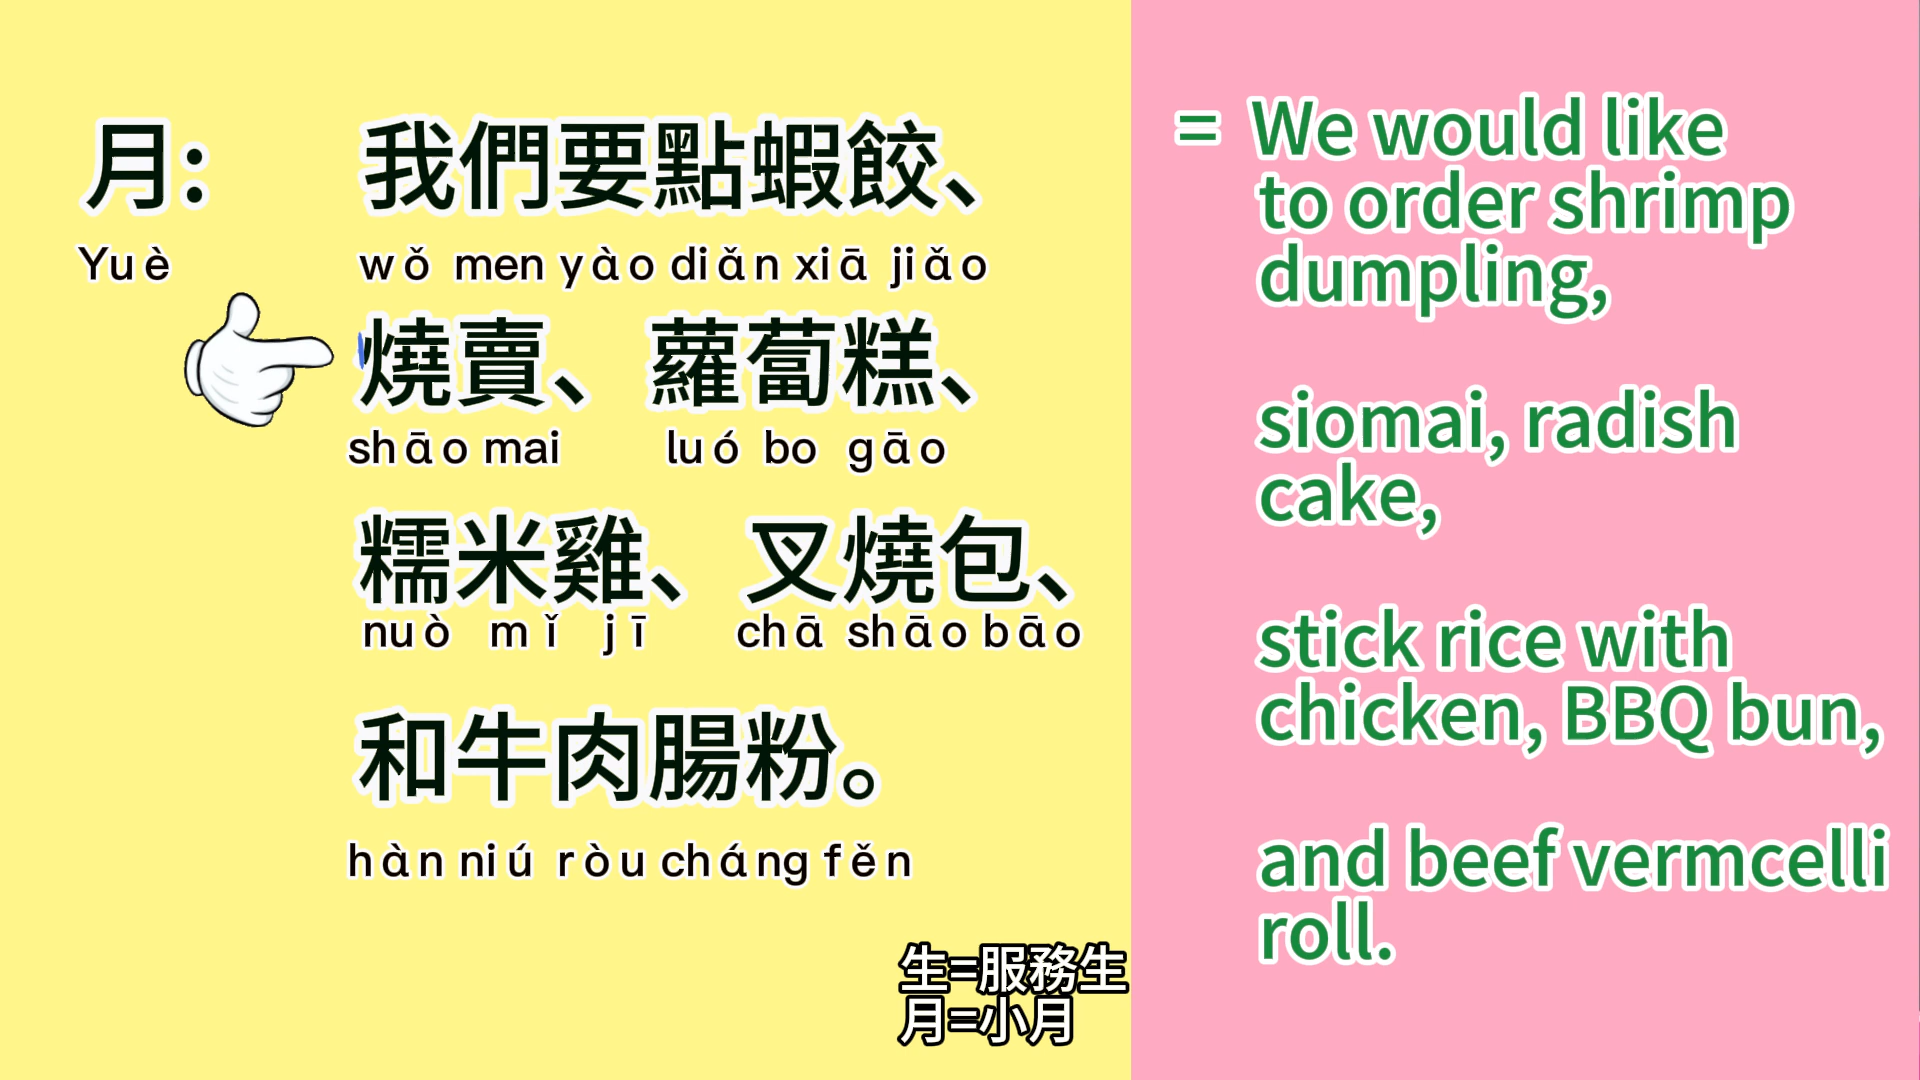 月: 我們要點蝦餃、
Yuè wǒ men yào diǎn xiā jiǎo
燒賣、蘿蔔糕、
shāo mai luó bo gāo
糯米雞、叉燒包、
nuò mǐ jī chā shāo bāo
和牛肉腸粉。
hàn niú ròu cháng fěn
生=服務生
月=小月
= We would like
to order shrimp
dumpling,
siomai, radish
cake,
stick rice with
chicken, BBQ bun,
and beef vermcelli
roll.